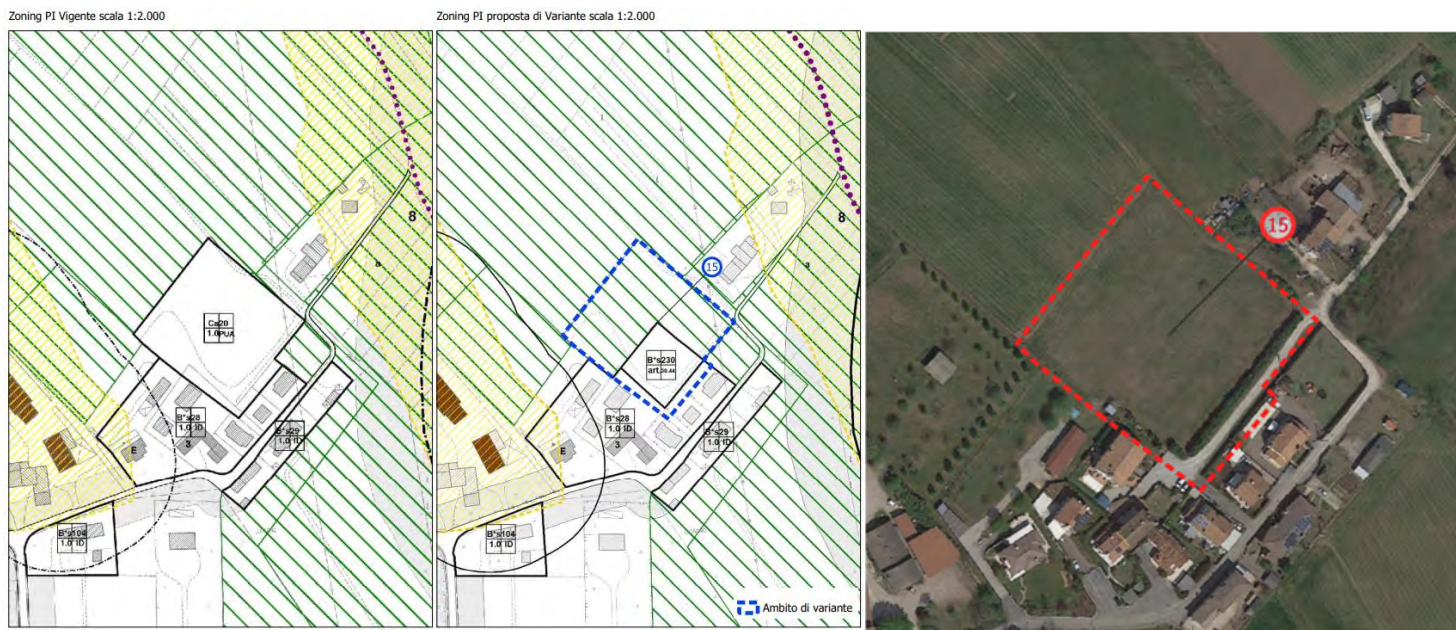 Zoning PI Vigente scala 1:2.000
8
a
Cs20
1.0 PUA
B*s28
1.0 ID
3
B*s29
1.0 ID
E
B*s104
1.0 ID
Zoning PI proposta di Variante scala 1:2.000
8
a
15
B*s230
art.
B*s28
1.0 ID
3
B*s29
1.0 ID
E
B*s104
1.0 ID
Ambito di variante
15